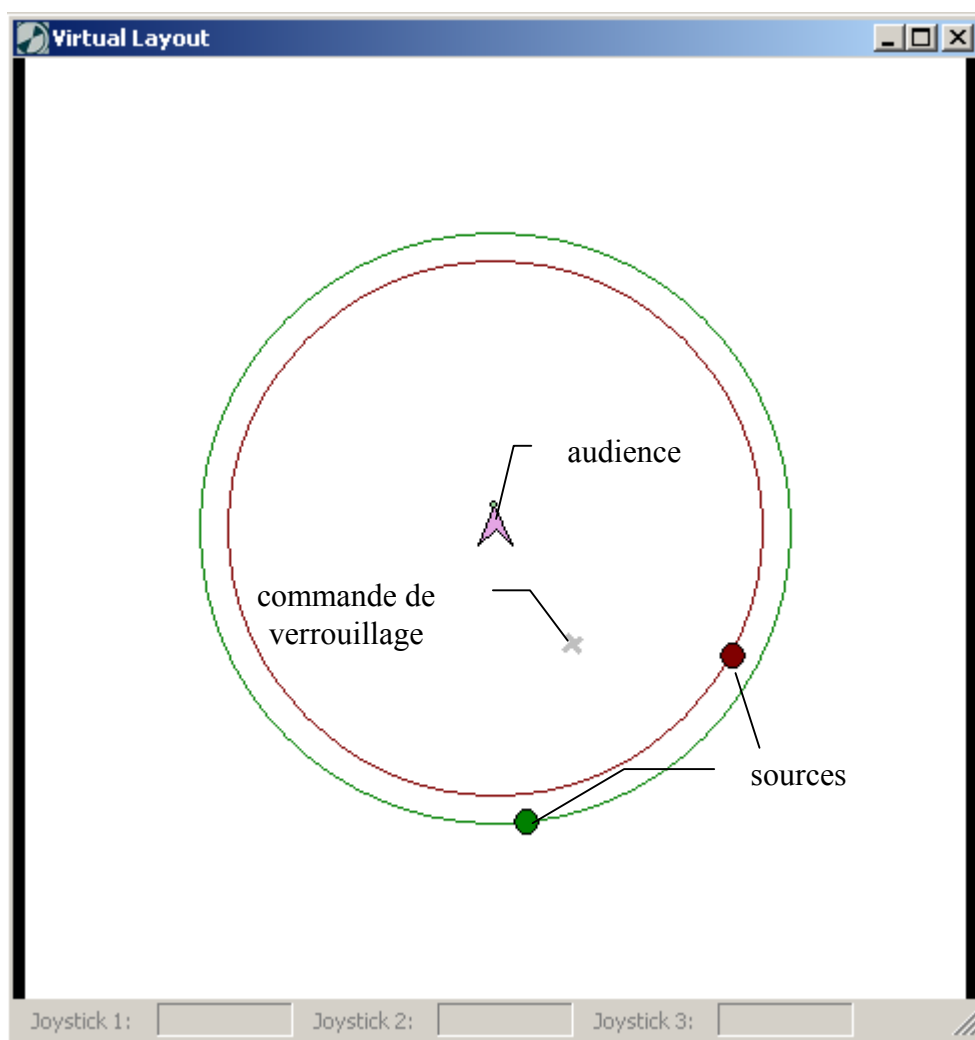 Virtual Layout
audience
commande de
verrouillage
sources
Joystick 1:
Joystick 2:
Joystick 3: